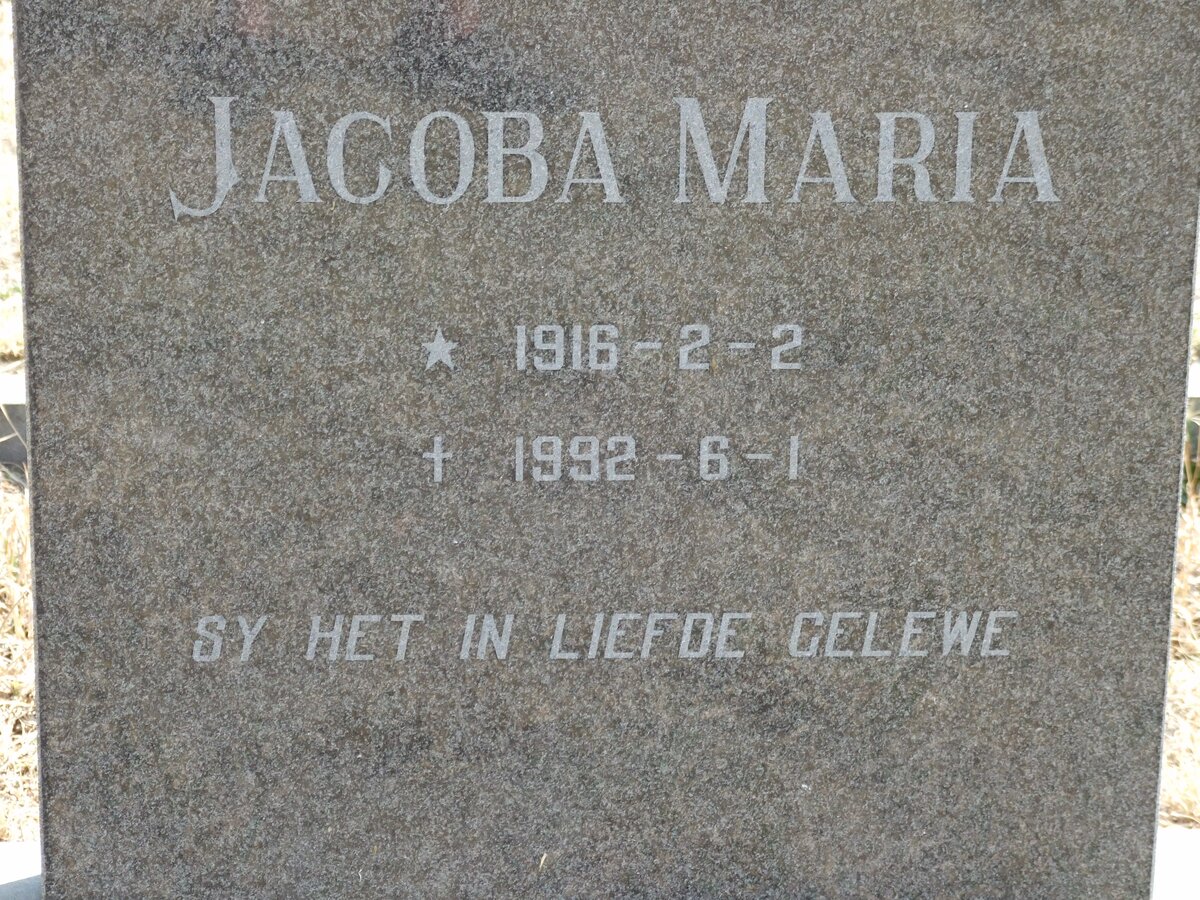 JACOBA MARIA
★ 1916-2-2
† 1992-6-1
SY HET IN LIEFDE GELEWE